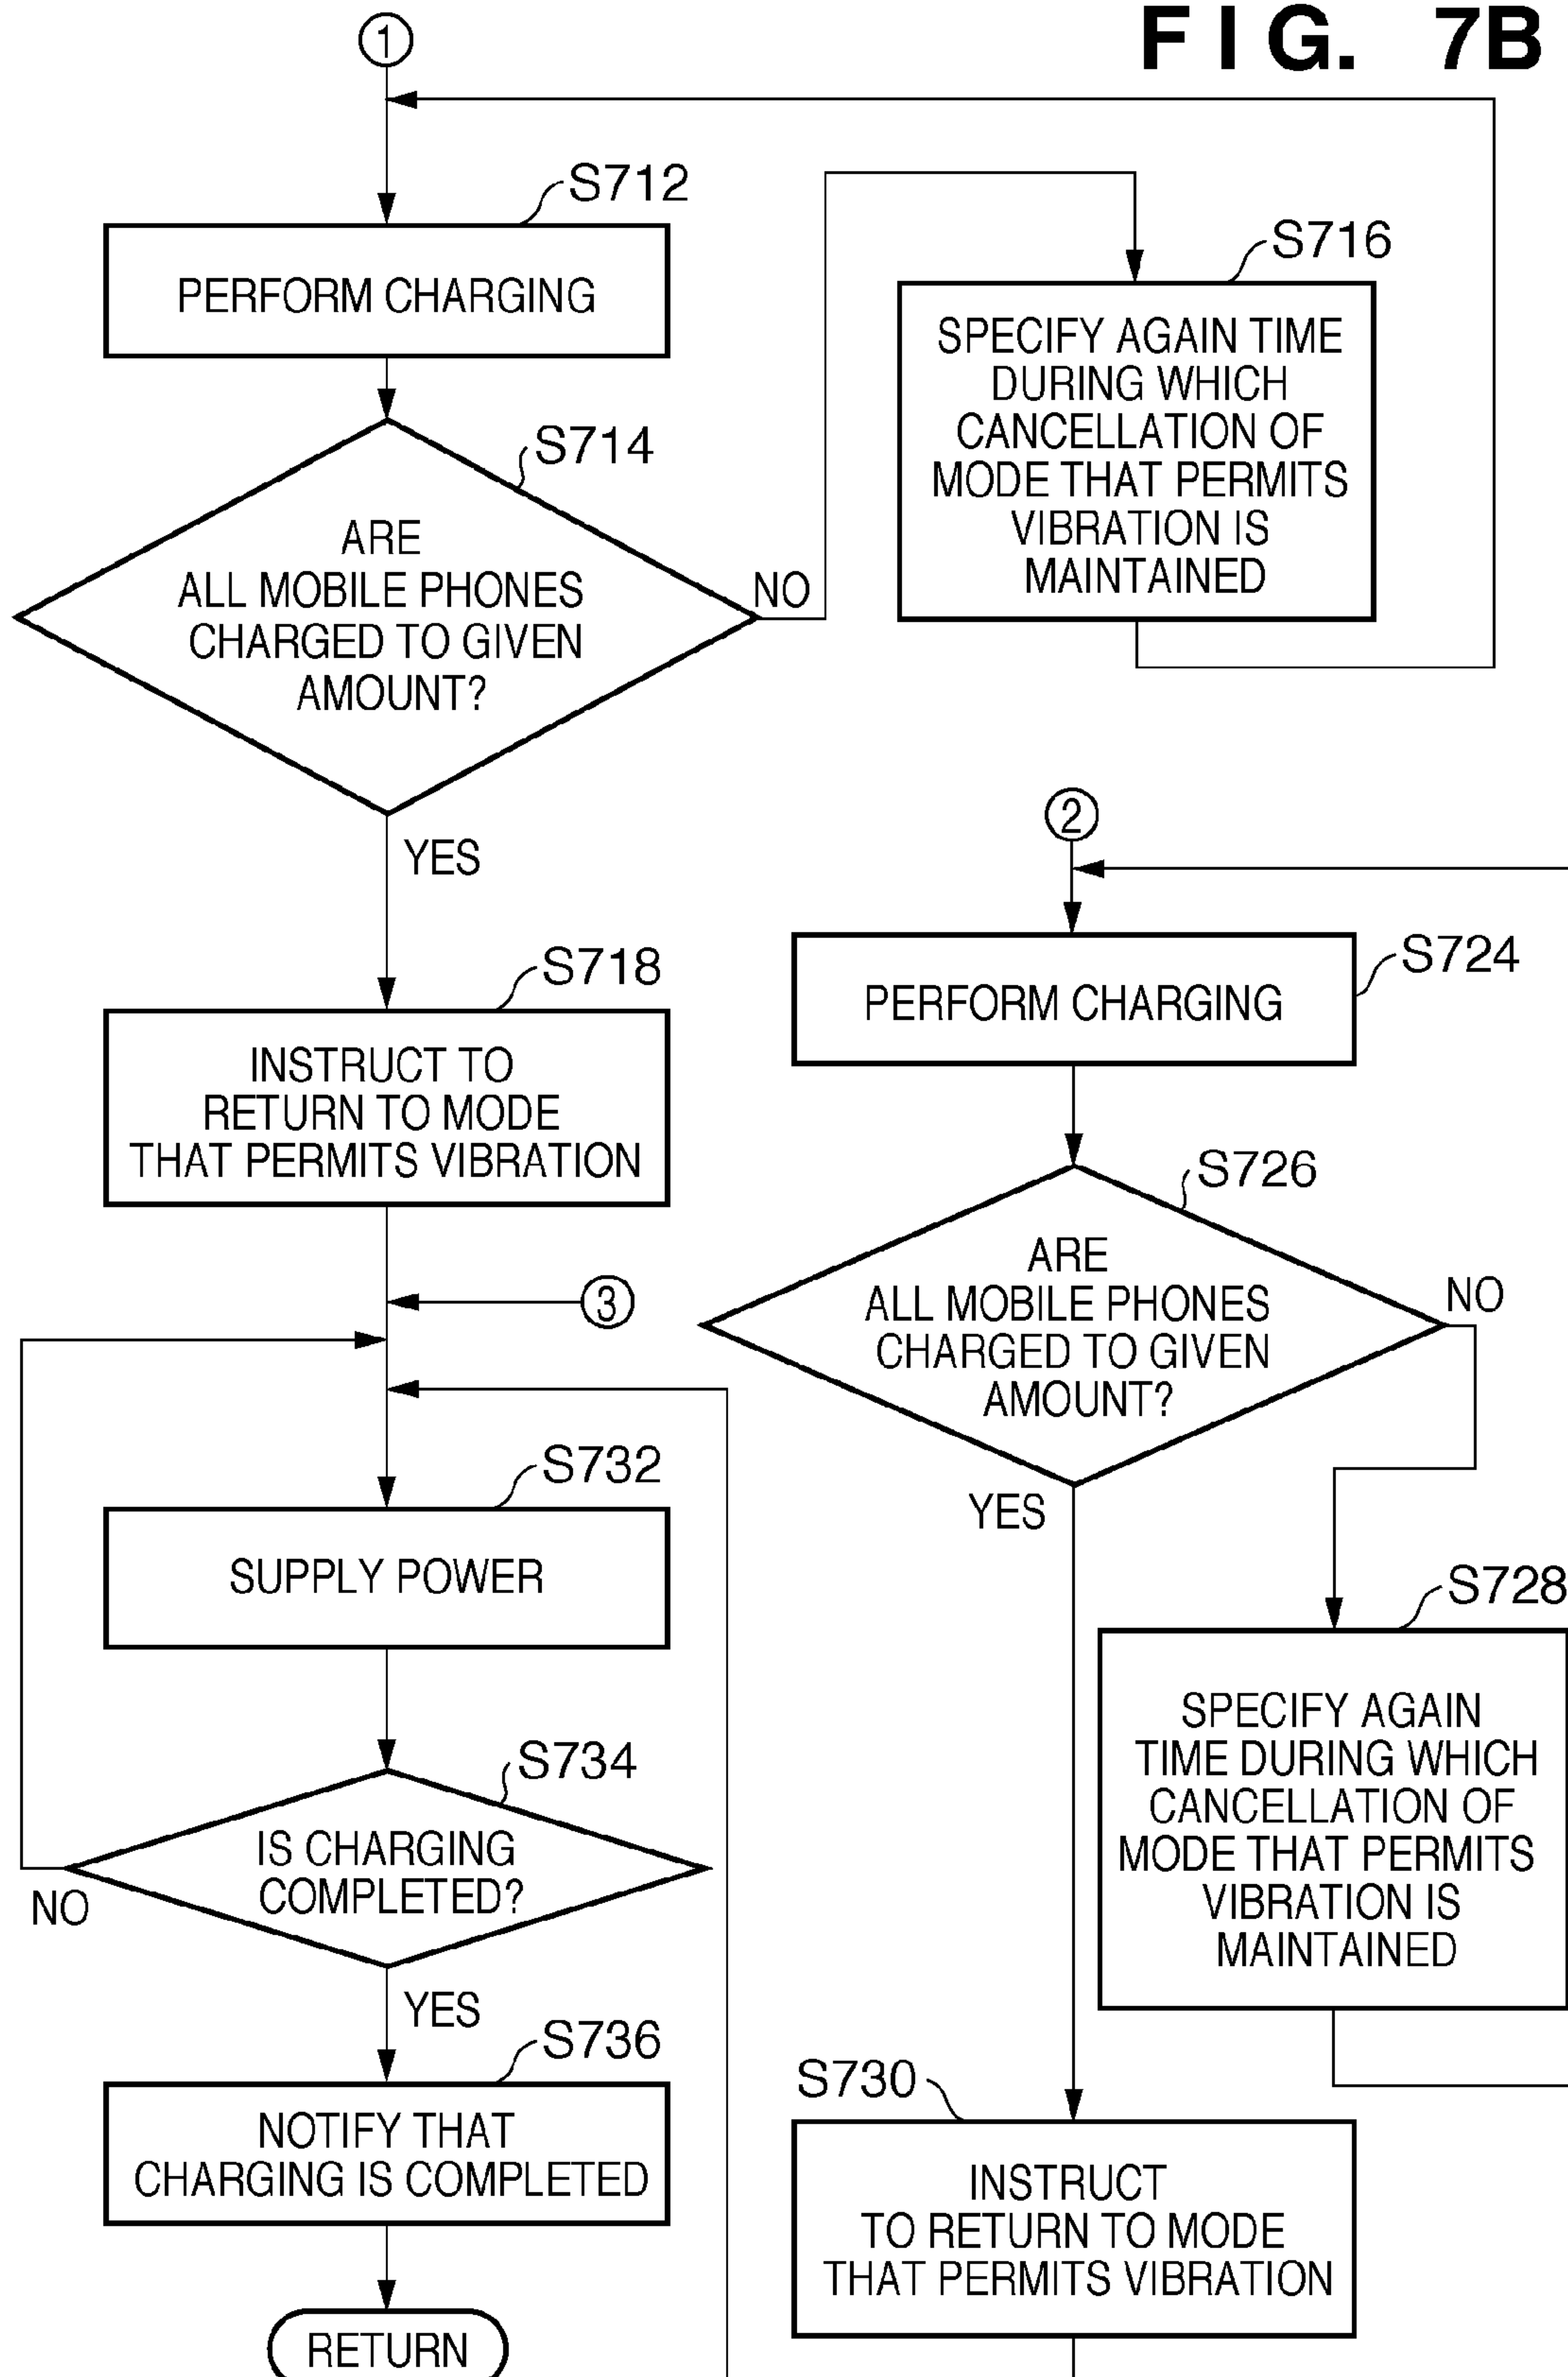 FIG. 7B
1
S712
PERFORM CHARGING
S714
ARE
ALL MOBILE PHONES
CHARGED TO GIVEN
AMOUNT?
NO
YES
S716
SPECIFY AGAIN TIME
DURING WHICH
CANCELLATION OF
MODE THAT PERMITS
VIBRATION IS
MAINTAINED
S718
INSTRUCT TO
RETURN TO MODE
THAT PERMITS VIBRATION
3
S732
SUPPLY POWER
S734
IS CHARGING
COMPLETED?
NO
YES
S736
NOTIFY THAT
CHARGING IS COMPLETED
RETURN
2
S724
PERFORM CHARGING
S726
ARE
ALL MOBILE PHONES
CHARGED TO GIVEN
AMOUNT?
NO
YES
S728
SPECIFY AGAIN
TIME DURING WHICH
CANCELLATION OF
MODE THAT PERMITS
VIBRATION IS
MAINTAINED
S730
INSTRUCT
TO RETURN TO MODE
THAT PERMITS VIBRATION